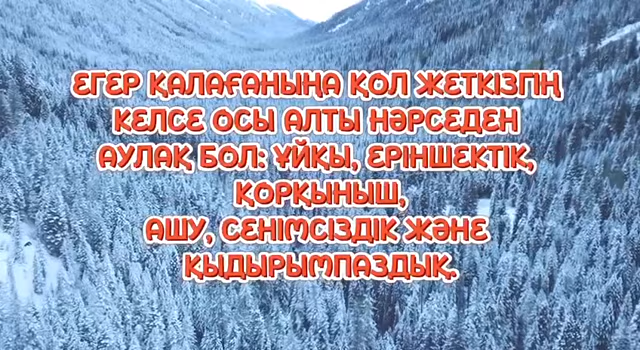 ЕГЕР ҚАЛАҒАНЫҢА ҚОЛ ЖЕТКІЗГІҢ
КЕЛСЕ ОСЫ АЛТЫ НӘРСЕДЕН
АУЛАҚ БОЛ: ҰЙҚЫ, ЕРІНШЕКТІК,
ҚОРҚЫНЫШ,
АШУ, СЕНІМСІЗДІК ЖӘНЕ
ҚЫДЫРЫМПАЗДЫҚ.